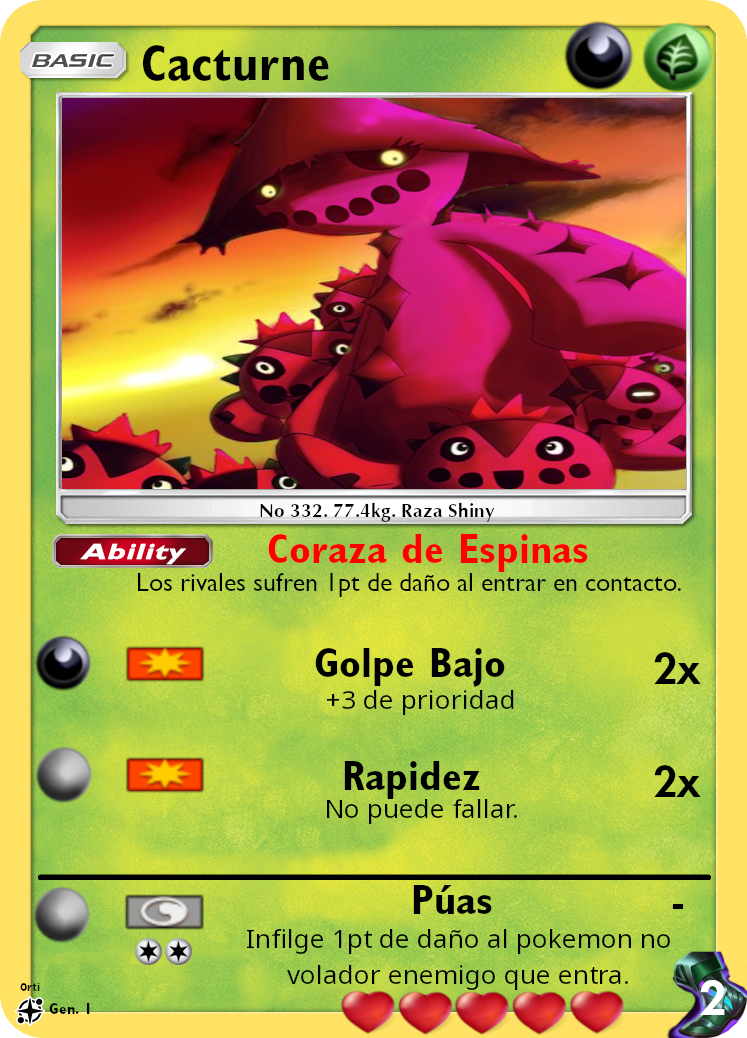 BASIC Cacturne
No 332. 77.4kg. Raza Shiny
Ability Coraza de Espinas
Los rivales sufren 1pt de daño al entrar en contacto.
Golpe Bajo 2x
+3 de prioridad
Rapidez 2x
No puede fallar.
Púas -
Infilge 1pt de daño al pokemon no
volador enemigo que entra.
2
Orti
Gen. 1